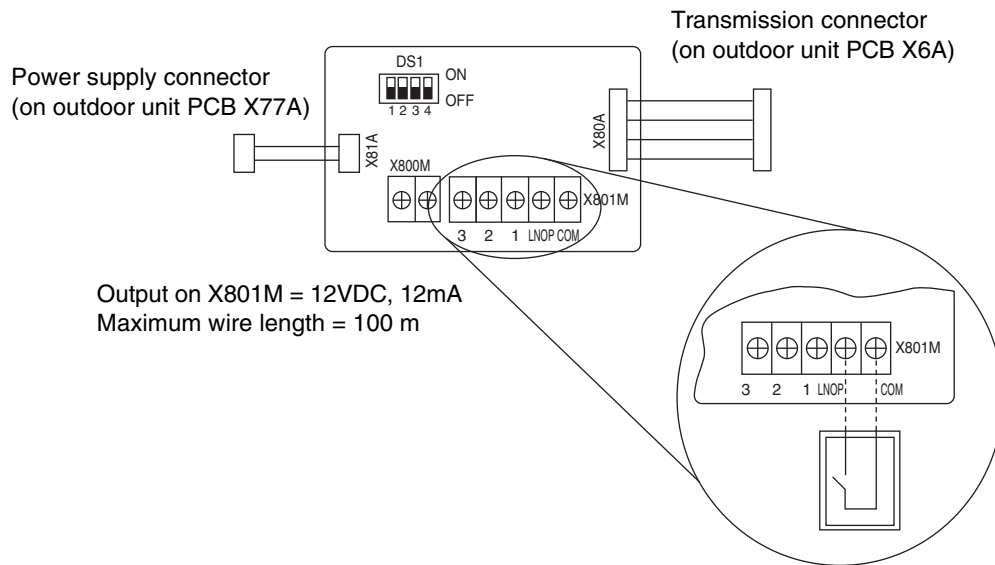 Transmission connector
(on outdoor unit PCB X6A)
Power supply connector
(on outdoor unit PCB X77A)
DS1
ON
OFF
1 2 3 4
X81A
X80A
X800M
X801M
3 2 1 LNOP COM
Output on X801M = 12VDC, 12mA
Maximum wire length = 100 m
X801M
3 2 1 LNOP COM